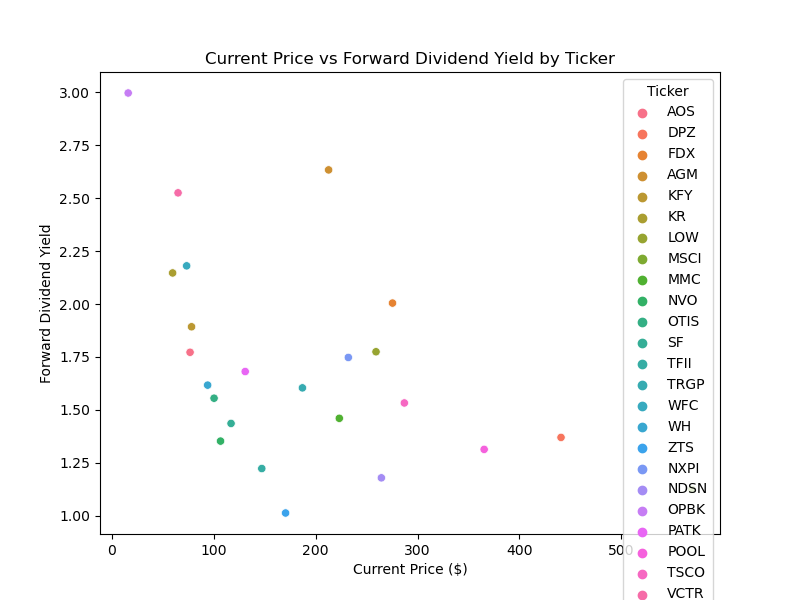 Current Price vs Forward Dividend Yield by Ticker
Forward Dividend Yield
3.00
2.75
2.50
2.25
2.00
1.75
1.50
1.25
1.00
0
100
200
300
400
500
Current Price ($)
Ticker
AOS
DPZ
FDX
AGM
KFY
KR
LOW
MSCI
MMC
NVO
OTIS
SF
TFII
TRGP
WFC
WH
ZTS
NXPI
NDSN
OPBK
PATK
POOL
TSCO
VCTR